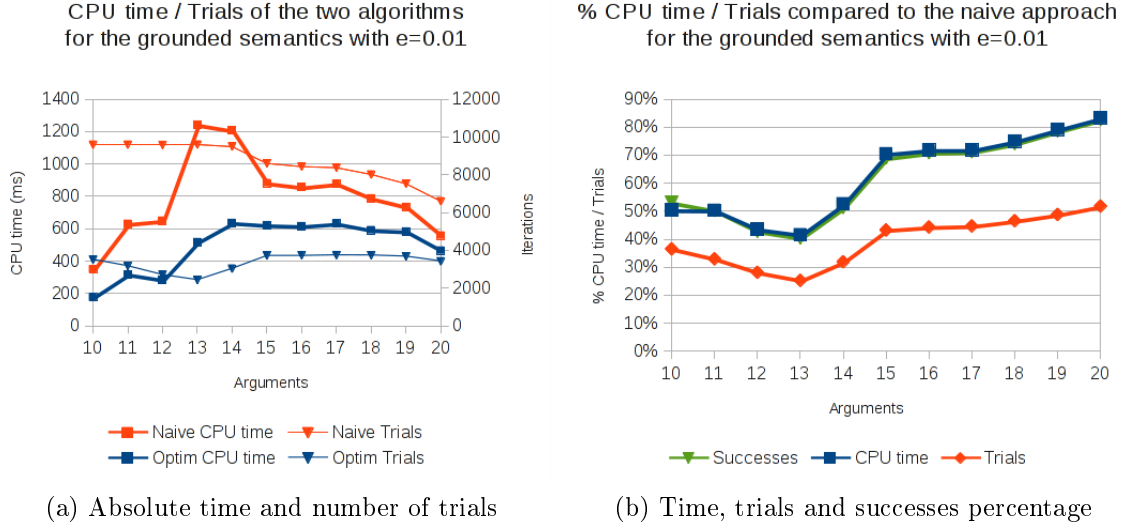 CPU time / Trials of the two algorithms
for the grounded semantics with e=0.01
1400
1200
1000
800
600
400
200
0
CPU time (ms)
12000
10000
8000
6000
4000
2000
0
Iterations
10 11 12 13 14 15 16 17 18 19 20
Arguments
Naive CPU time Naive Trials
Optim CPU time Optim Trials
(a) Absolute time and number of trials
% CPU time / Trials compared to the naive approach
for the grounded semantics with e=0.01
90%
80%
70%
60%
50%
40%
30%
20%
10%
0%
% CPU time / Trials
10 11 12 13 14 15 16 17 18 19 20
Arguments
Successes CPU time Trials
(b) Time, trials and successes percentage